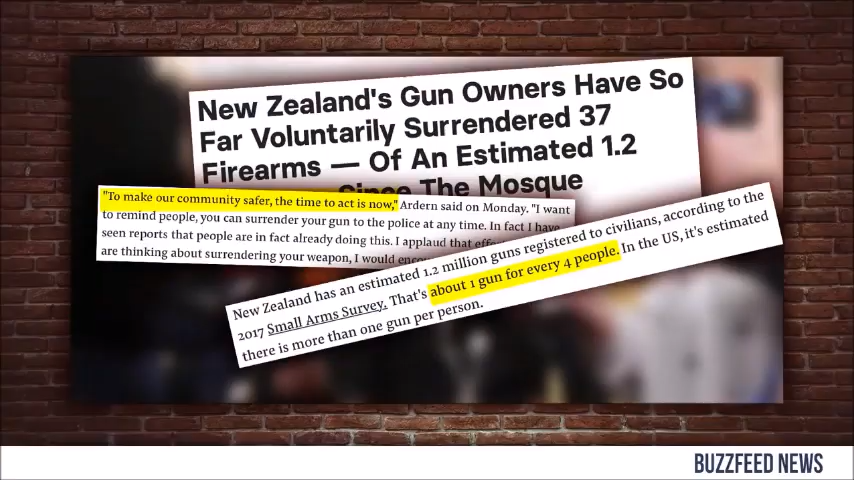 New Zealand's Gun Owners Have So
Far Voluntarily Surrendered 37
Firearms — Of An Estimated 1.2
Since The Mosque
"To make our community safer, the time to act is now," Ardern said on Monday. "I want
to remind people, you can surrender your gun to the police at any time. In fact I have
seen reports that people are in fact already doing this. I applaud that
are thinking about surrendering your weapon, I would
New Zealand has an estimated 1.2 million guns registered to civilians, according to the
2017 Small Arms Survey. That's about 1 gun for every 4 people. In the US, it's estimated
there is more than one gun per person.
BUZZFEED NEWS